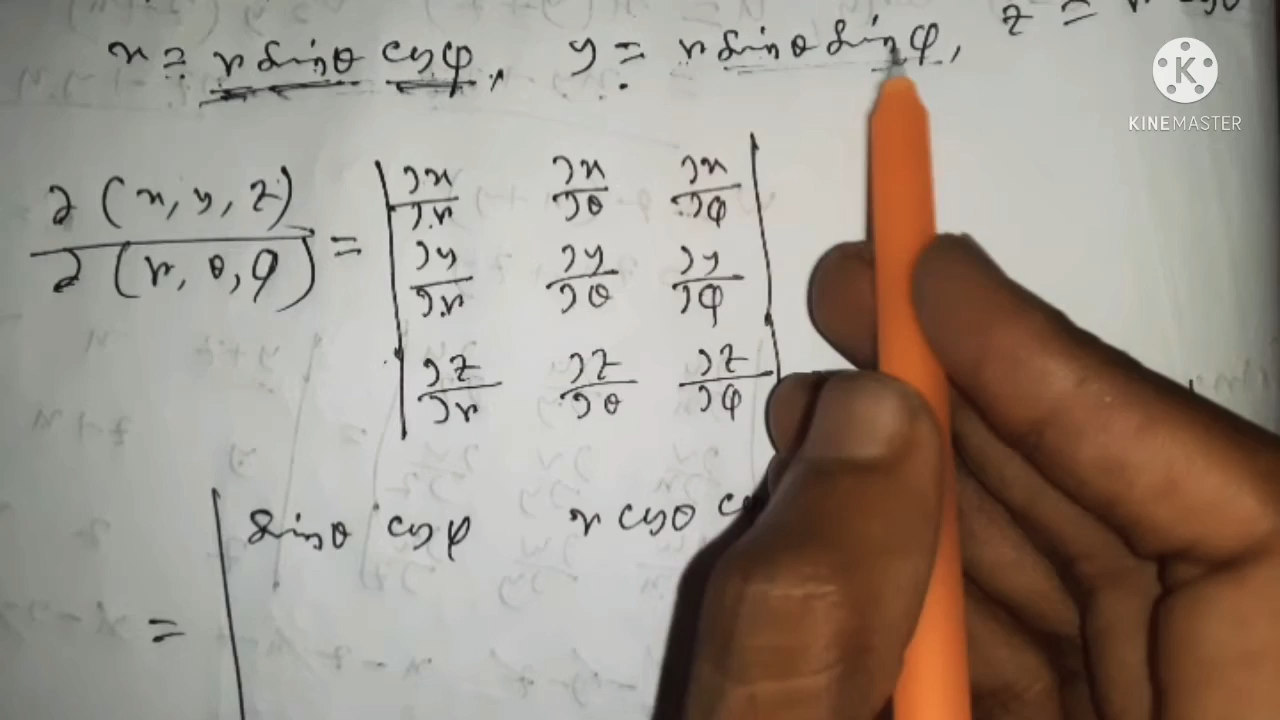 x = r sinθ cosφ, y = r sinθ sinφ, z =
KINEMASTER
∂(x, y, z) / ∂(r, θ, φ) = | ∂x/∂r ∂x/∂θ ∂x/∂φ |
| ∂y/∂r ∂y/∂θ ∂y/∂φ |
| ∂z/∂r ∂z/∂θ ∂z/∂φ |
= | sinθ cosφ r cosθ